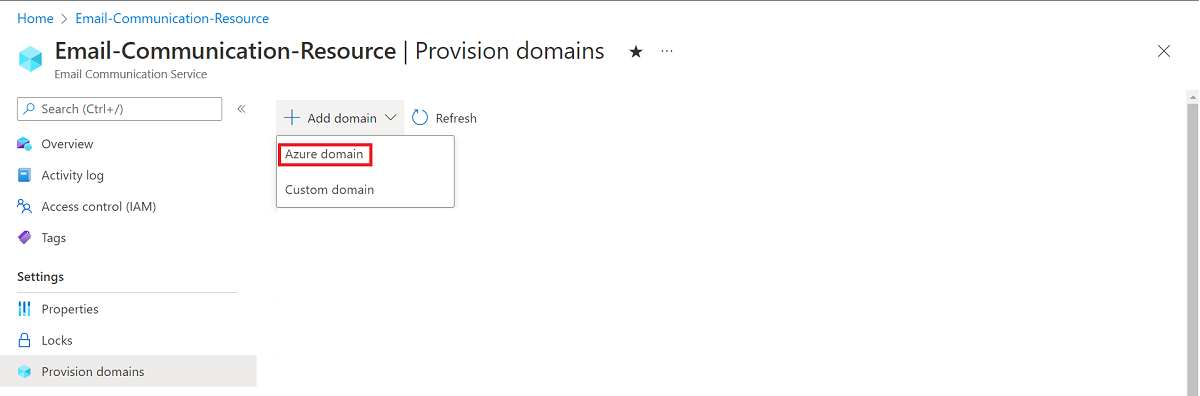 Home > Email-Communication-Resource
Email-Communication-Resource | Provision domains
Email Communication Service
Search (Ctrl+/)
Add domain
Refresh
Azure domain
Custom domain
Overview
Activity log
Access control (IAM)
Tags
Settings
Properties
Locks
Provision domains